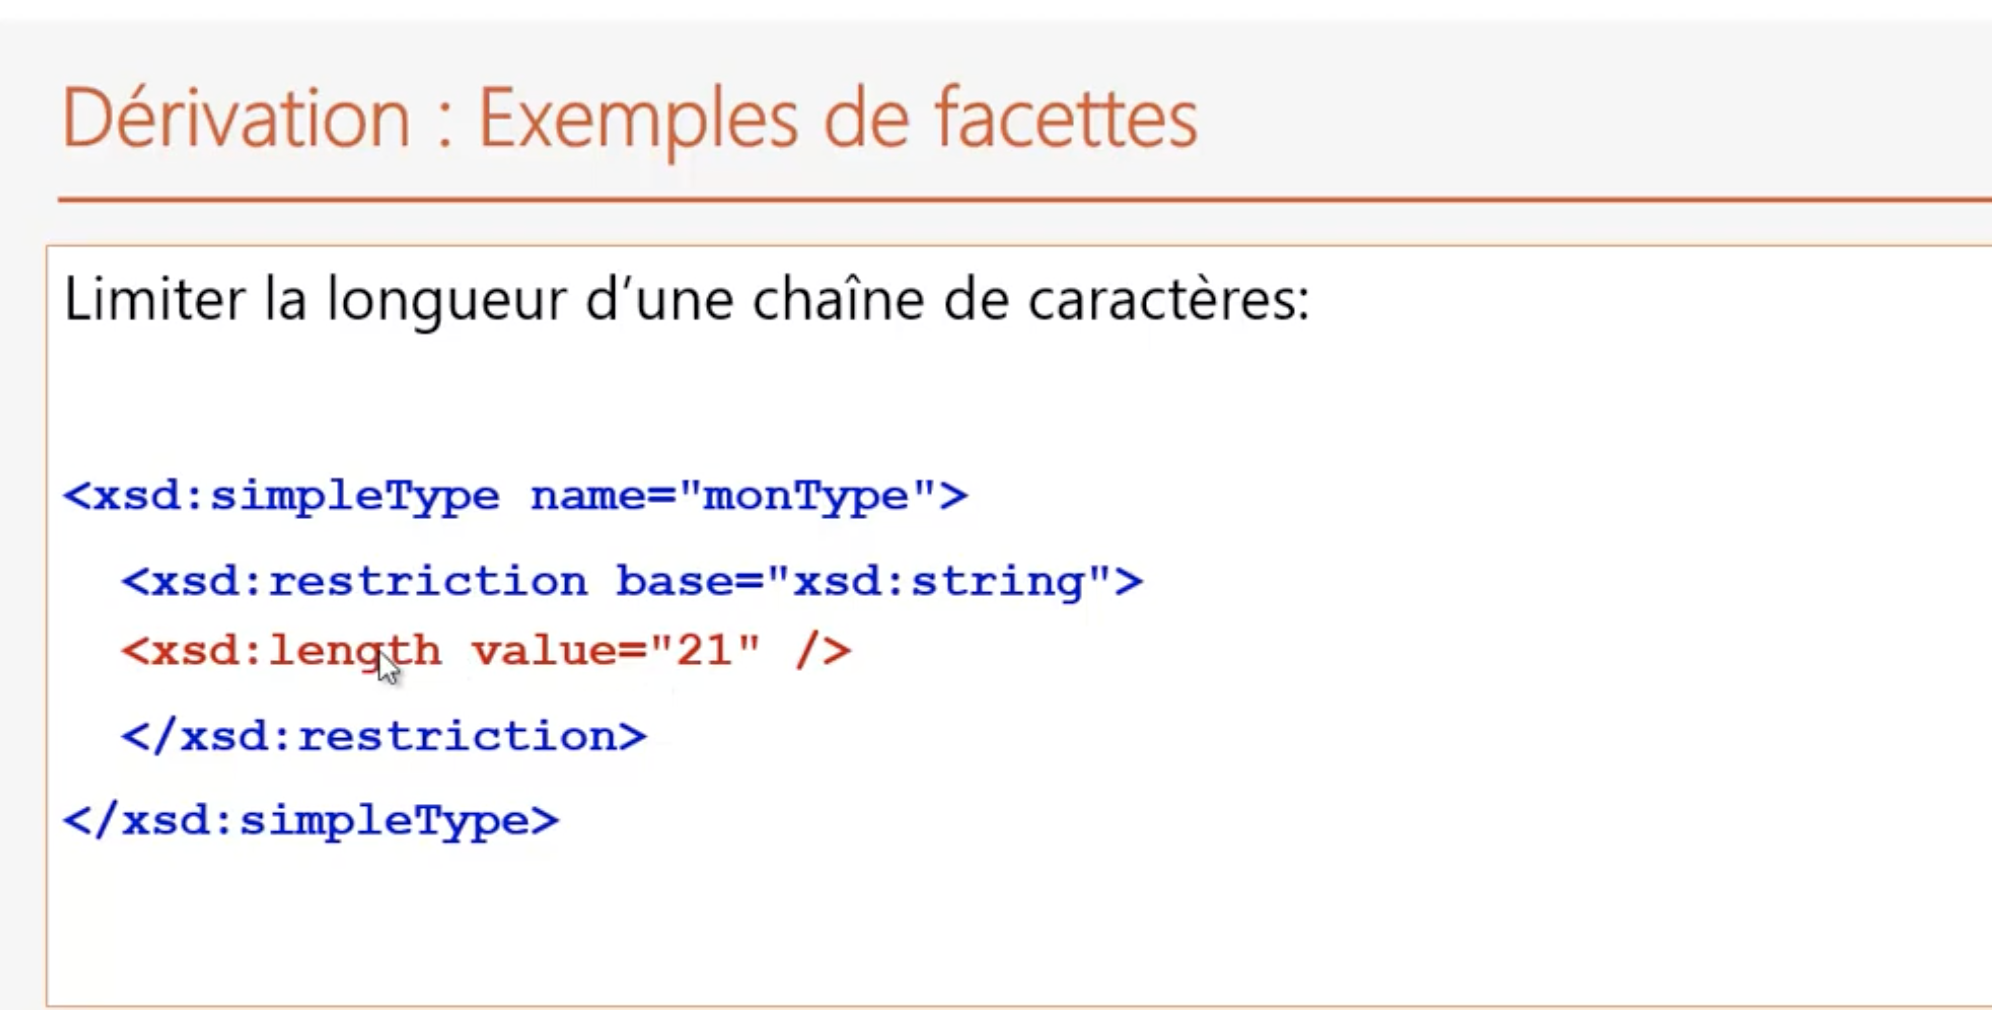 Dérivation : Exemples de facettes
Limiter la longueur d’une chaîne de caractères:
<xsd:simpleType name="monType">
<xsd:restriction base="xsd:string">
<xsd:length value="21" />
</xsd:restriction>
</xsd:simpleType>